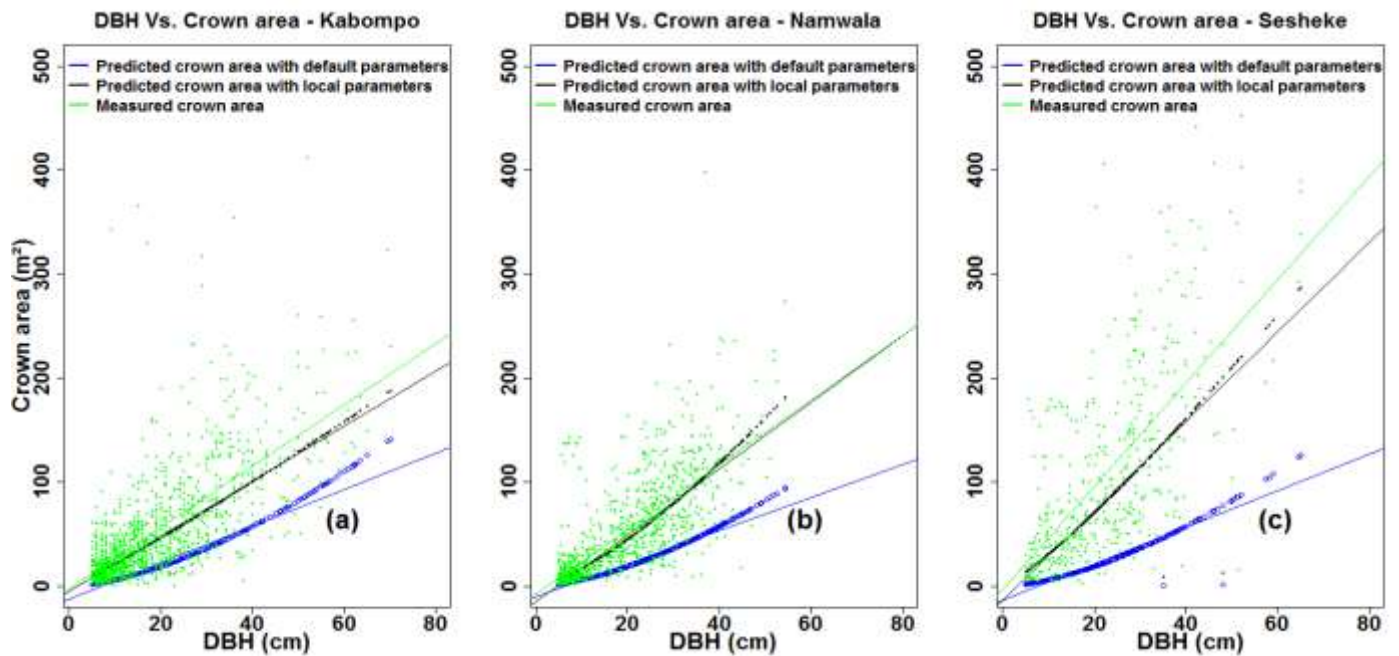 DBH Vs. Crown area - Kabompo
500
400
300
200
100
0
Crown area (m²)
Predicted crown area with default parameters
Predicted crown area with local parameters
Measured crown area
(a)
0 20 40 60 80
DBH (cm)
DBH Vs. Crown area - Namwala
500
400
300
200
100
0
Predicted crown area with default parameters
Predicted crown area with local parameters
Measured crown area
(b)
0 20 40 60 80
DBH (cm)
DBH Vs. Crown area - Sesheke
500
400
300
200
100
0
Predicted crown area with default parameters
Predicted crown area with local parameters
Measured crown area
(c)
0 20 40 60 80
DBH (cm)